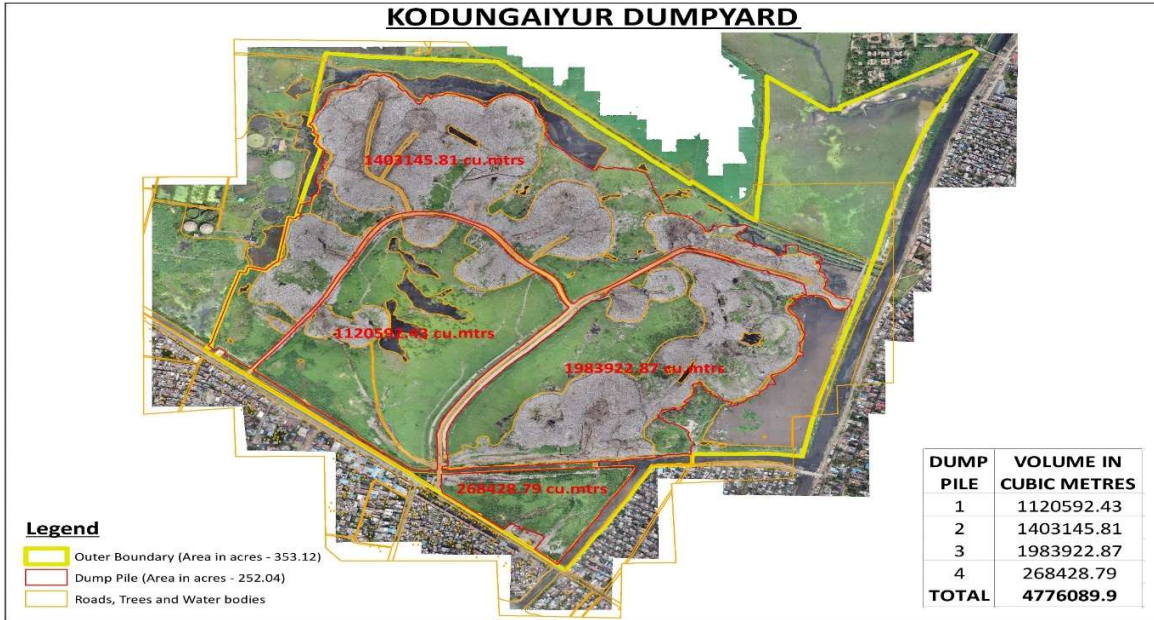 KODUNGAIYUR DUMPYARD
1403145.81 cu.mtrs
1120592.43 cu.mtrs
1983922.87 cu.mtrs
268428.79 cu.mtrs
Legend
Outer Boundary (Area in acres - 353.12)
Dump Pile (Area in acres - 252.04)
Roads, Trees and Water bodies
DUMP PILE VOLUME IN CUBIC METRES
1 1120592.43
2 1403145.81
3 1983922.87
4 268428.79
TOTAL 4776089.9